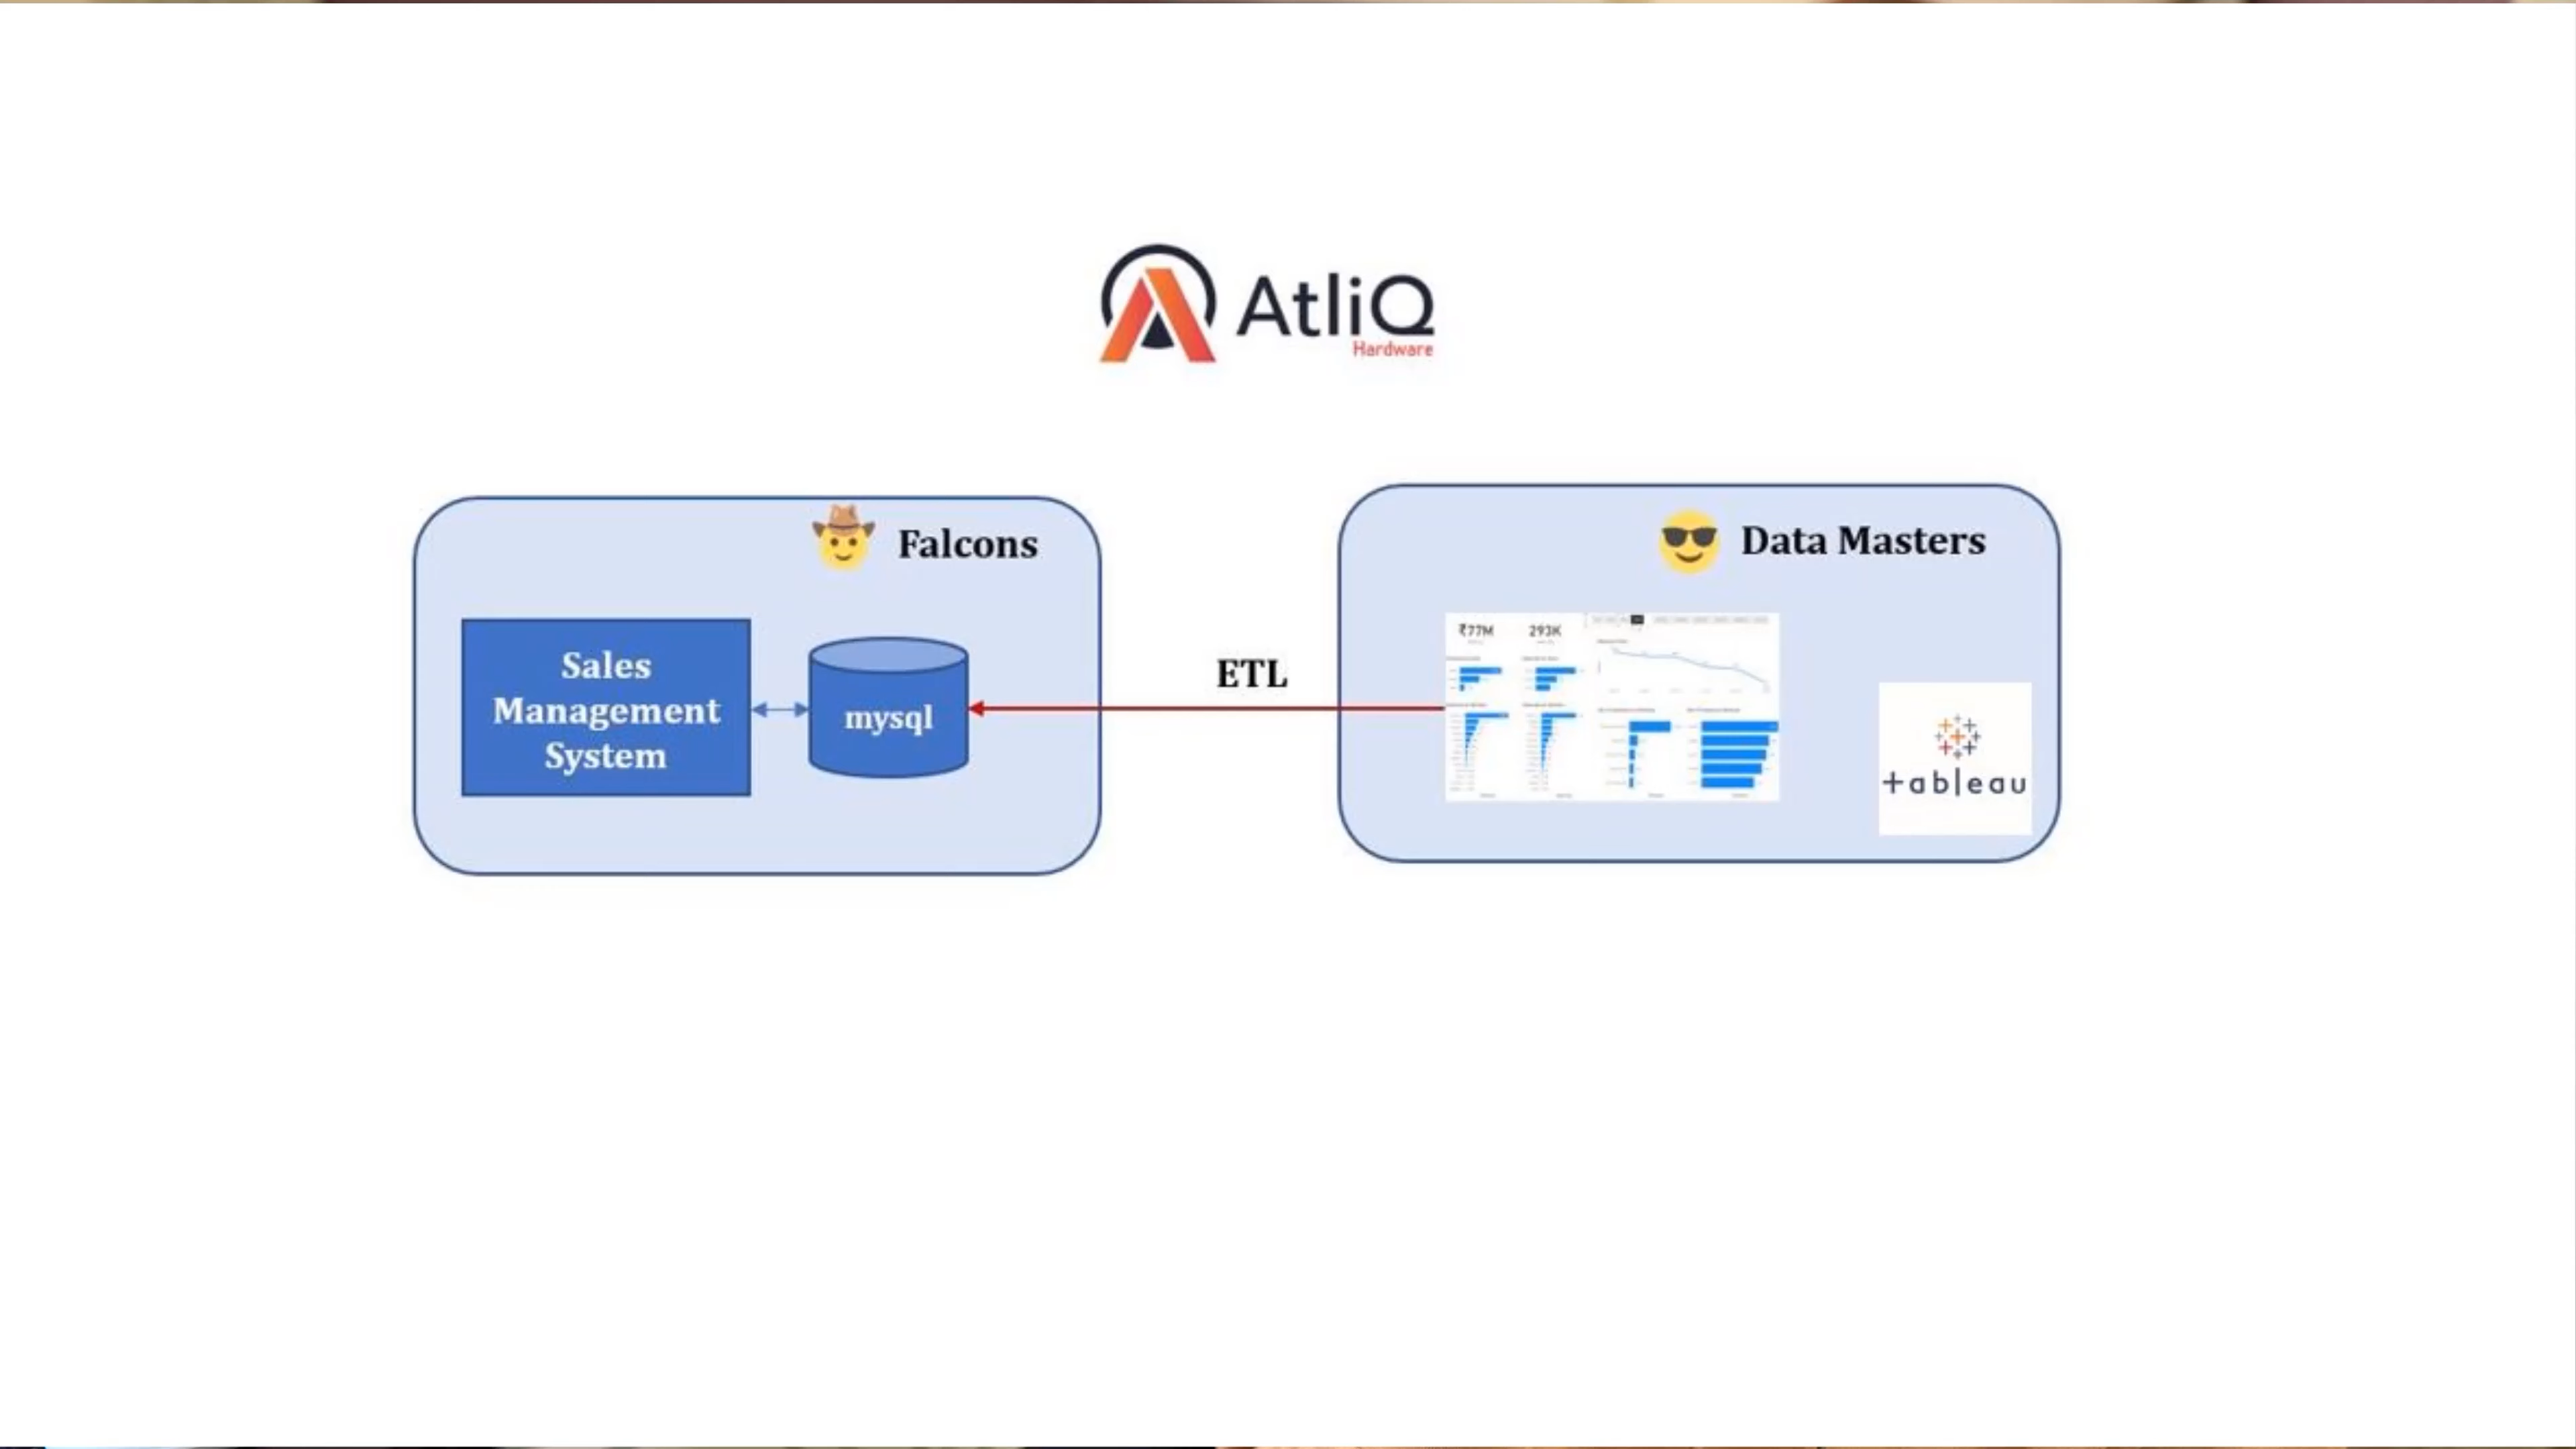 AtliQ
Hardware
Falcons
Sales
Management
System
mysql
ETL
Data Masters
₹77M
293K
+ableau